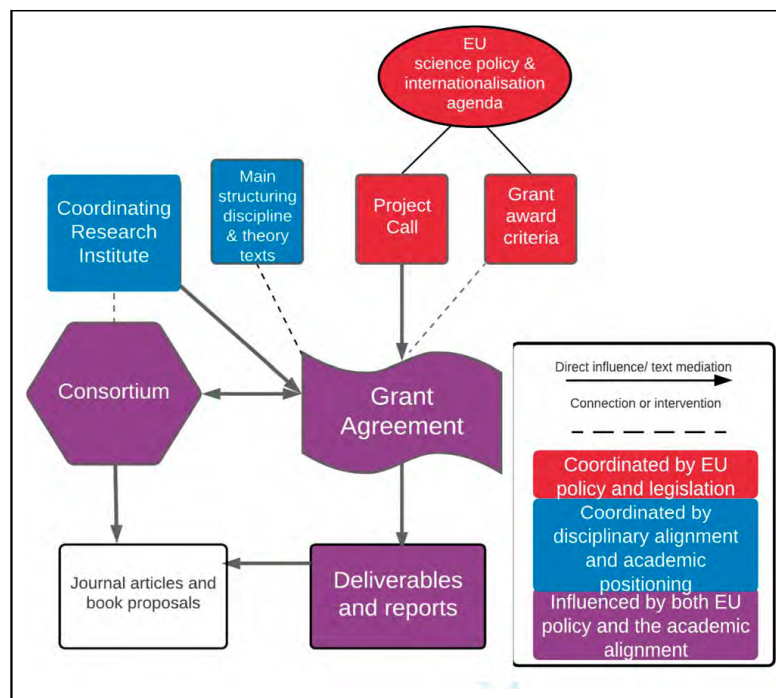 EU
science policy &
internationalisation
agenda
Main
structuring
discipline
& theory
texts
Coordinating
Research
Institute
Project
Call
Grant
award
criteria
Consortium
Grant
Agreement
Journal articles and
book proposals
Deliverables
and reports
Direct influence/ text mediation
Connection or intervention
Coordinated by EU
policy and legislation
Coordinated by
disciplinary alignment
and academic
positioning
Influenced by both EU
policy and the academic
alignment